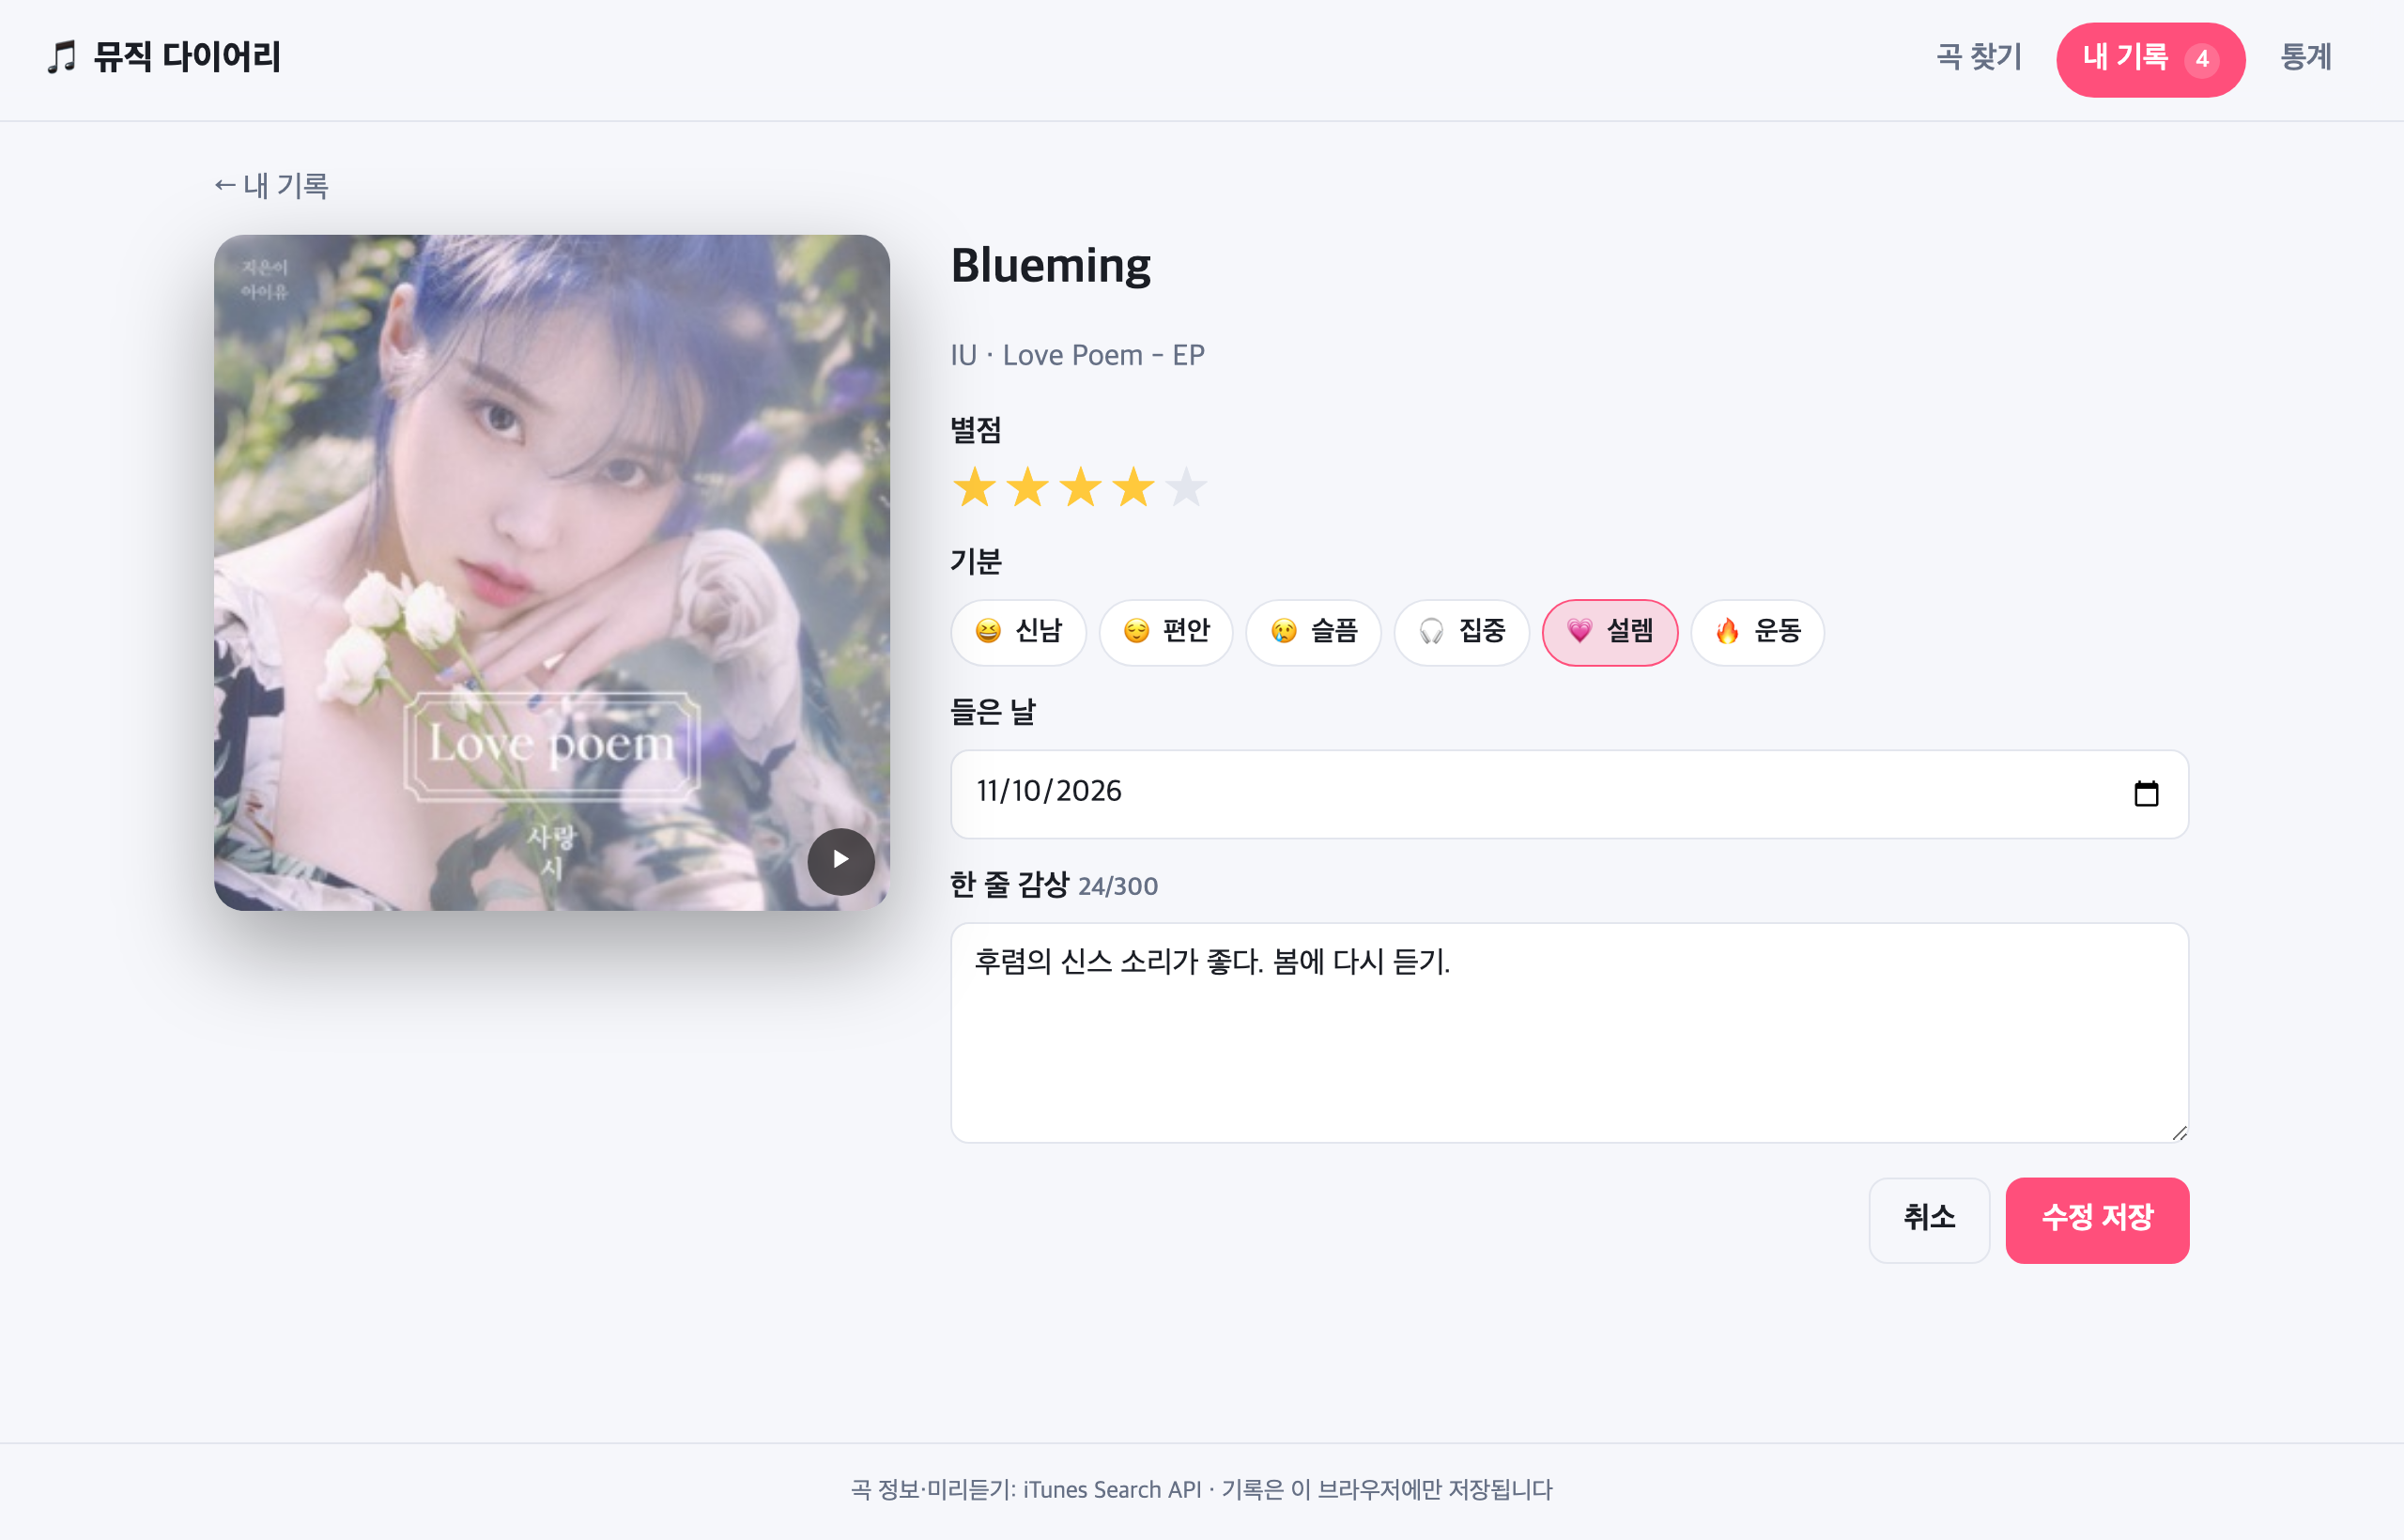 🎵 뮤직 다이어리
곡 찾기
내 기록 4
통계
← 내 기록
지은이
아이유
Love poem
사랑
시
Blueming
IU · Love Poem - EP
별점
★★★★★
기분
😆 신남
😌 편안
😢 슬픔
🎧 집중
💗 설렘
🔥 운동
들은 날
11/10/2026
한 줄 감상 24/300
후렴의 신스 소리가 좋다. 봄에 다시 듣기.
취소
수정 저장
곡 정보·미리듣기: iTunes Search API · 기록은 이 브라우저에만 저장됩니다